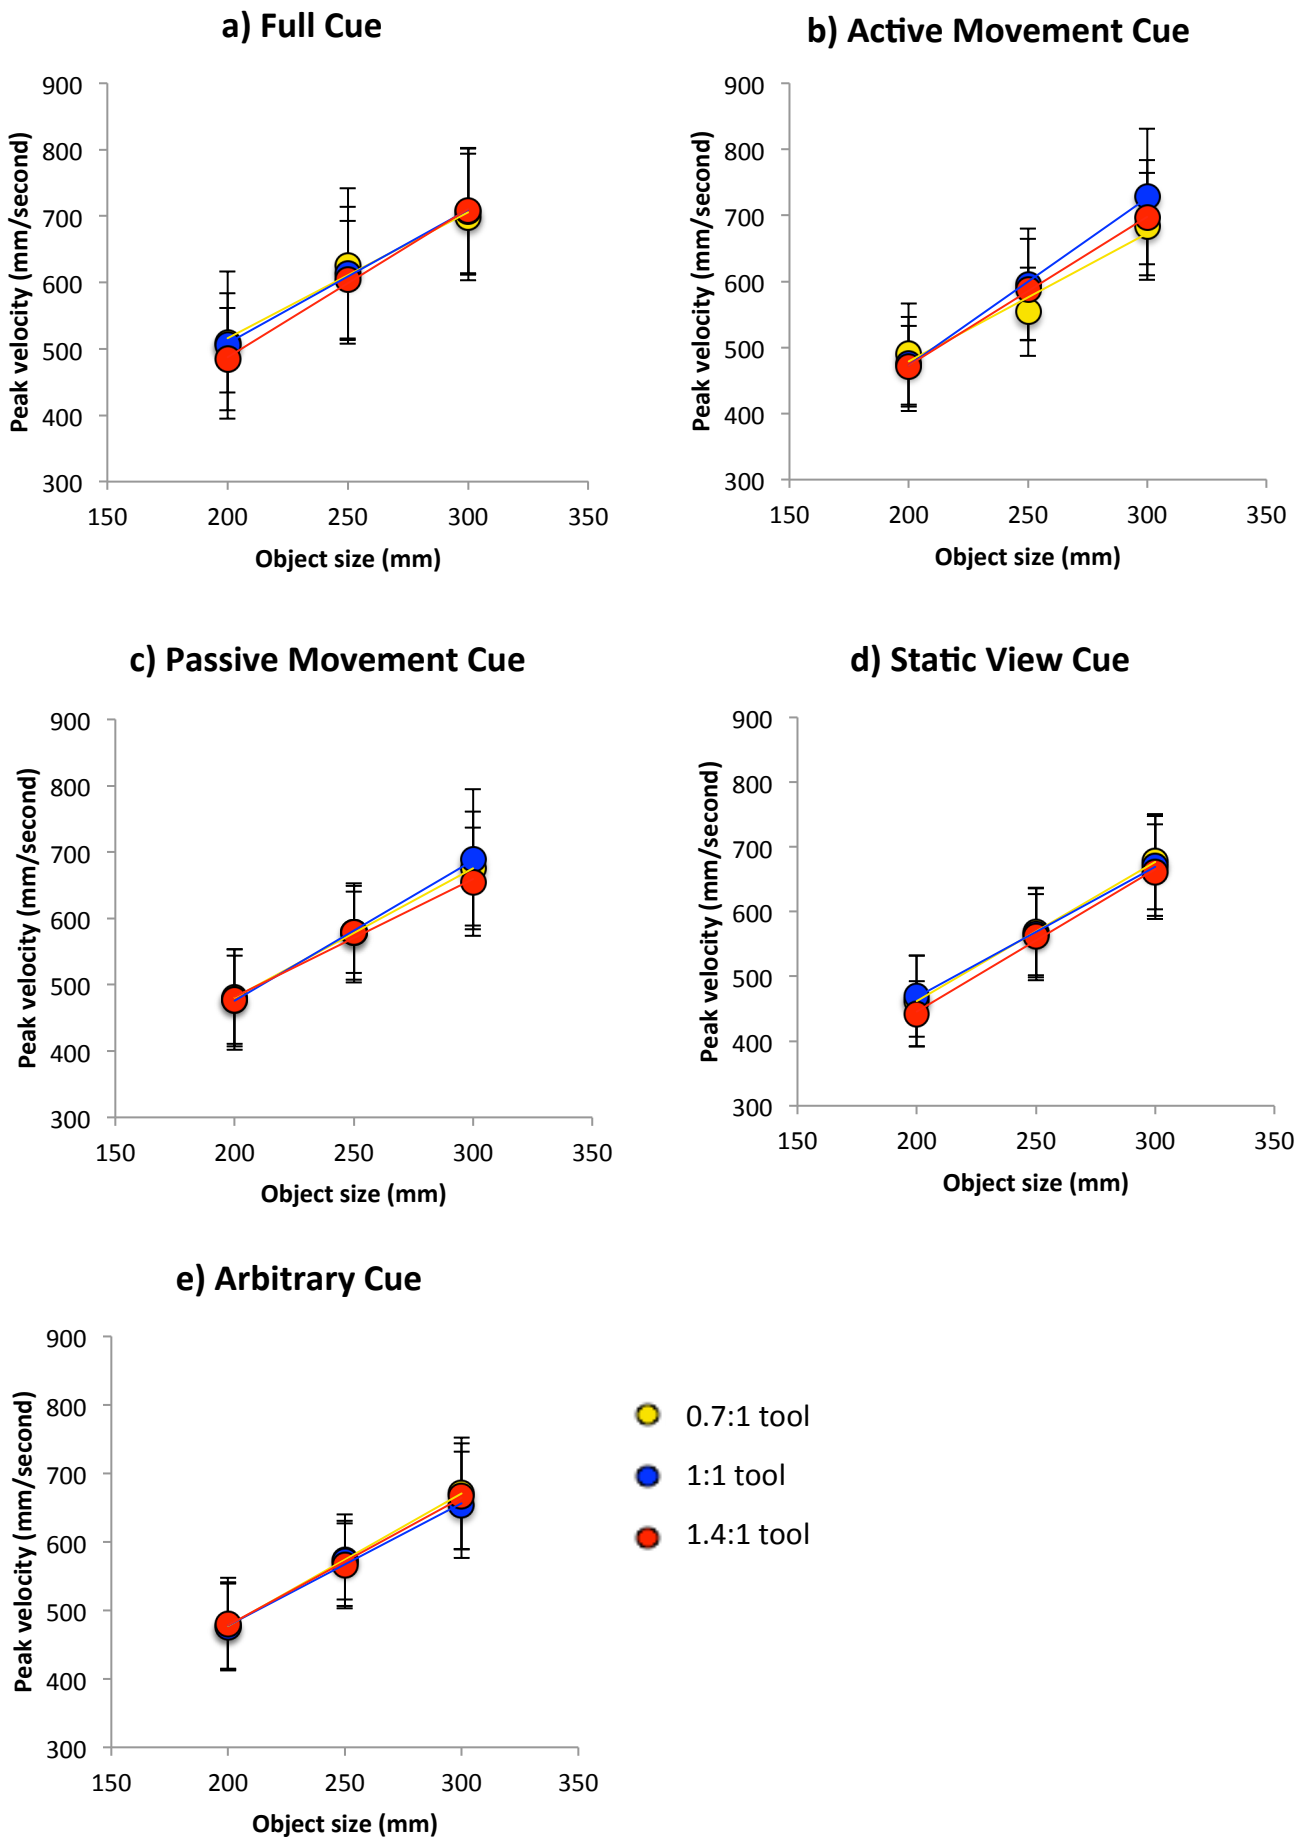 a) Full Cue
900
800
700
600
500
400
300
150 200 250 300 350
Peak velocity (mm/second)
Object size (mm)
b) Active Movement Cue
900
800
700
600
500
400
300
150 200 250 300 350
Peak velocity (mm/second)
Object size (mm)
c) Passive Movement Cue
900
800
700
600
500
400
300
150 200 250 300 350
Peak velocity (mm/second)
Object size (mm)
d) Static View Cue
900
800
700
600
500
400
300
150 200 250 300 350
Peak velocity (mm/second)
Object size (mm)
e) Arbitrary Cue
900
800
700
600
500
400
300
150 200 250 300 350
Peak velocity (mm/second)
Object size (mm)
0.7:1 tool
1:1 tool
1.4:1 tool